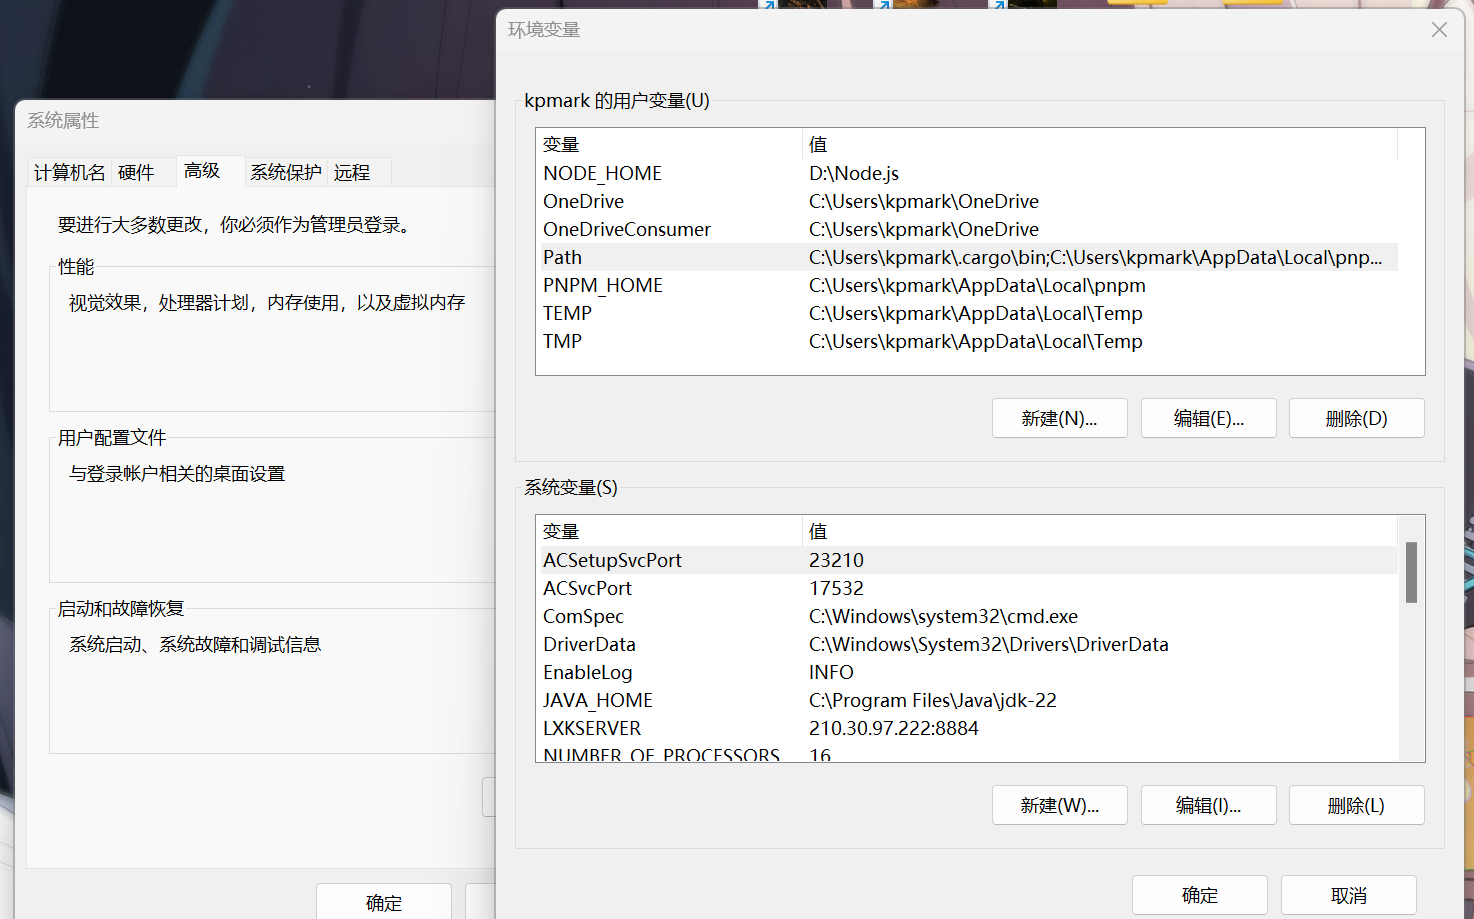 环境变量
kpmark 的用户变量(U)
变量 值
NODE_HOME D:\Node.js
OneDrive C:\Users\kpmark\OneDrive
OneDriveConsumer C:\Users\kpmark\OneDrive
Path C:\Users\kpmark\.cargo\bin;C:\Users\kpmark\AppData\Local\pnp...
PNPM_HOME C:\Users\kpmark\AppData\Local\pnpm
TEMP C:\Users\kpmark\AppData\Local\Temp
TMP C:\Users\kpmark\AppData\Local\Temp
新建(N)... 编辑(E)... 删除(D)
系统变量(S)
变量 值
ACSetupSvcPort 23210
ACSvcPort 17532
ComSpec C:\Windows\system32\cmd.exe
DriverData C:\Windows\System32\Drivers\DriverData
EnableLog INFO
JAVA_HOME C:\Program Files\Java\jdk-22
LXKSERVER 210.30.97.222:8884
NUMBER_OF_PROCESSORS 16
新建(W)... 编辑(I)... 删除(L)
确定 取消
系统属性
计算机名 硬件 高级 系统保护 远程
要进行大多数更改，你必须作为管理员登录。
性能
视觉效果，处理器计划，内存使用，以及虚拟内存
用户配置文件
与登录帐户相关的桌面设置
启动和故障恢复
系统启动、系统故障和调试信息
确定